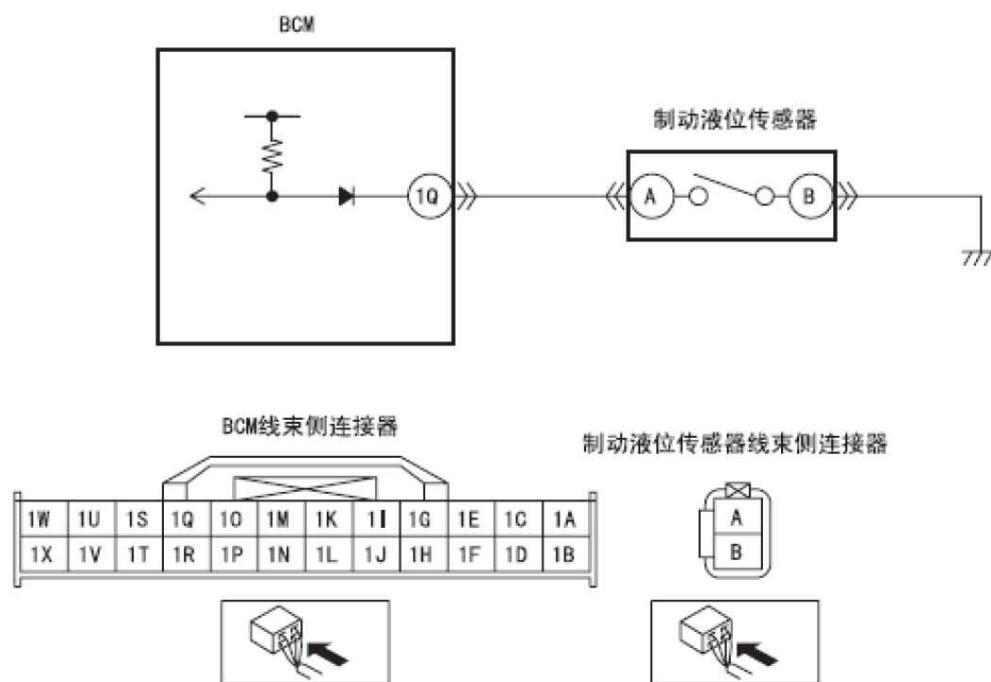 BCM
制动液位传感器
1Q A B
BCM线束侧连接器
制动液位传感器线束侧连接器
1W 1U 1S 1Q 1O 1M 1K 1I 1G 1E 1C 1A
1X 1V 1T 1R 1P 1N 1L 1J 1H 1F 1D 1B
A
B